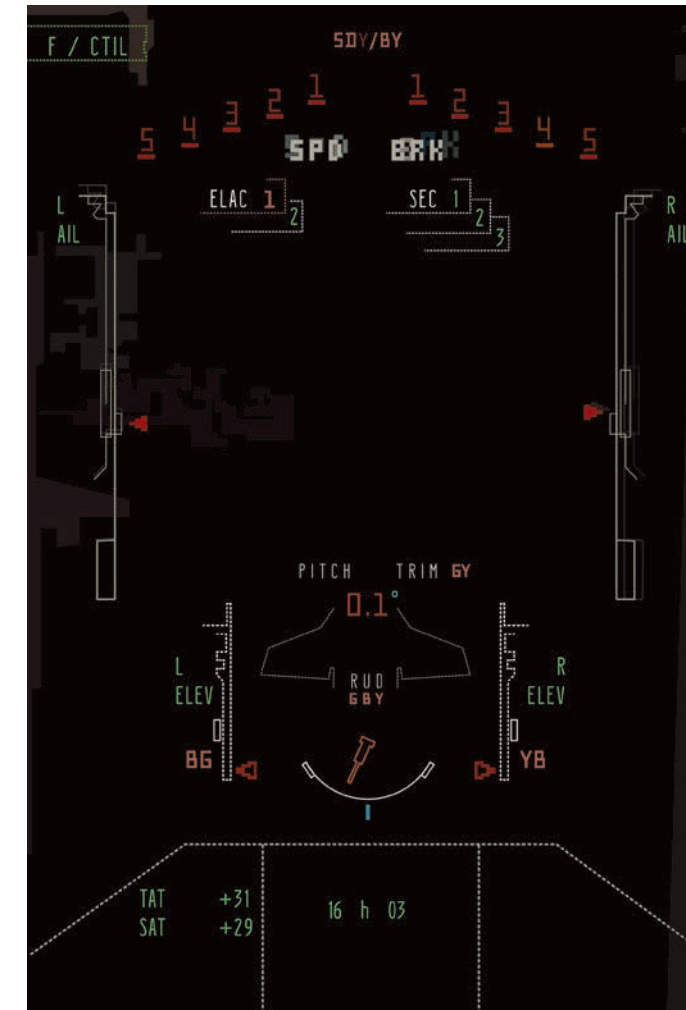 F / CTIL
SDY/BY
5 4 3 2 1 1 2 3 4 5
SPD BRK
ELAC 1 SEC 1
2 2
3
L R
AIL AIL
PITCH TRIM GY
0.1°
L RUD R
ELEV GBY ELEV
BG YB
TAT +31
16 h 03
SAT +29